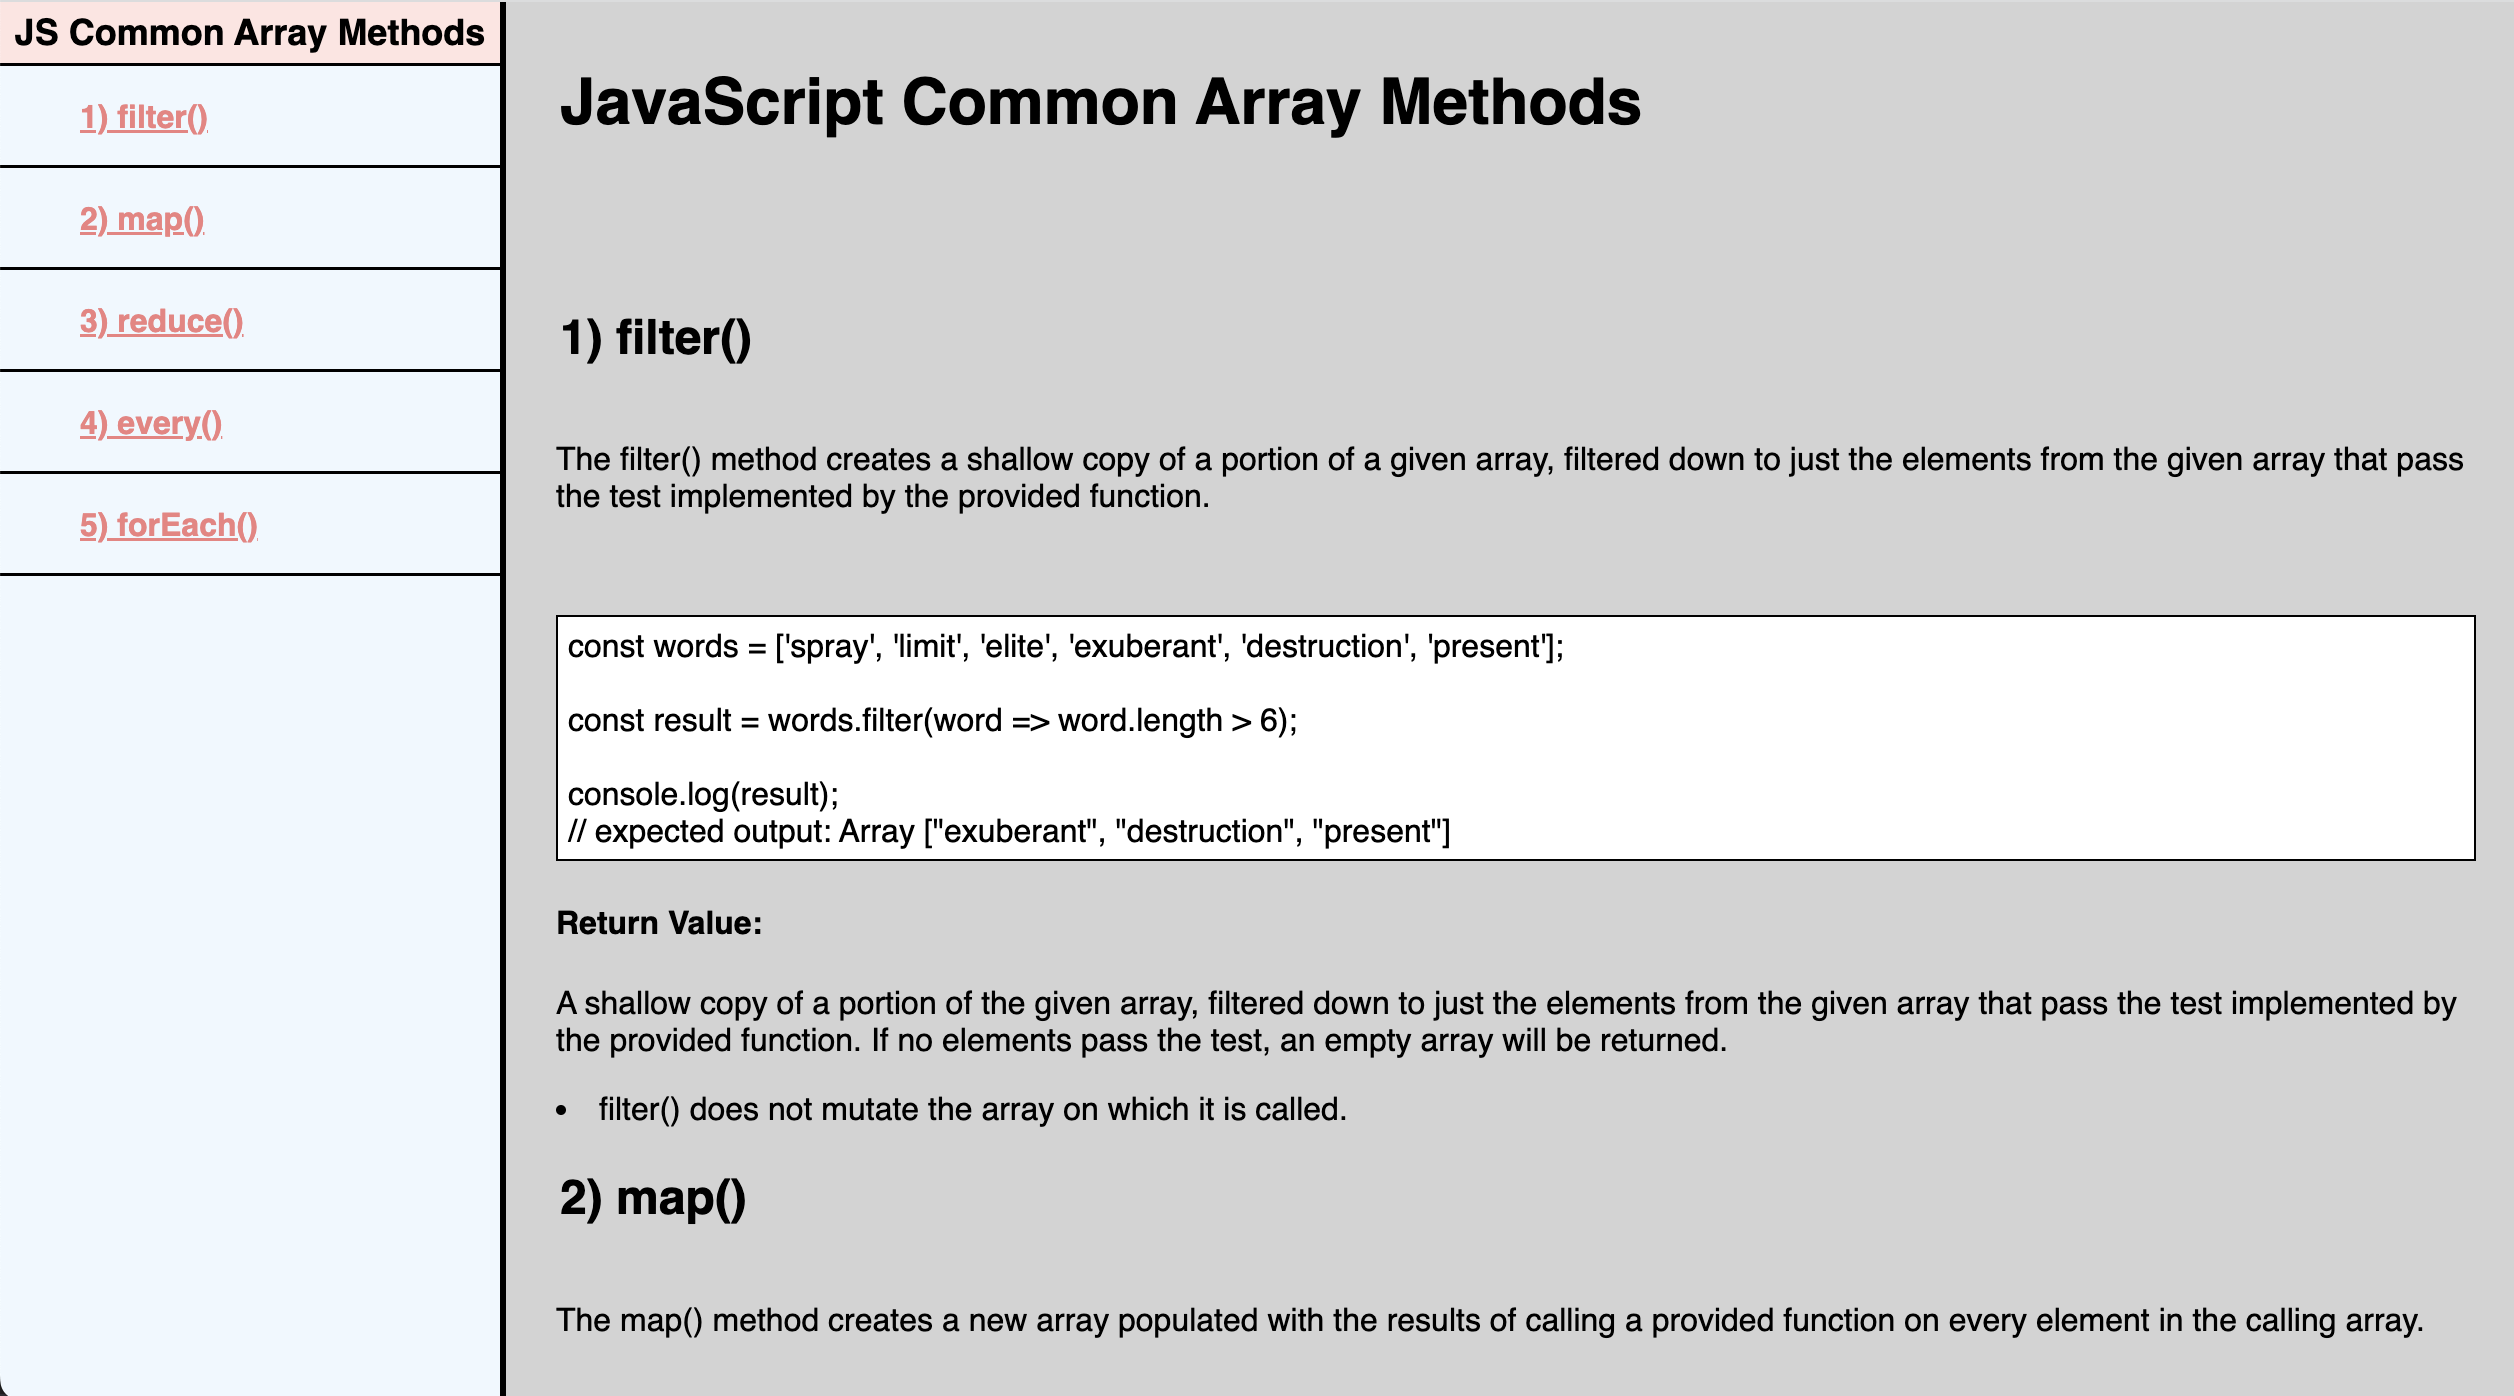 JS Common Array Methods
1) filter()
2) map()
3) reduce()
4) every()
5) forEach()
JavaScript Common Array Methods
1) filter()
The filter() method creates a shallow copy of a portion of a given array, filtered down to just the elements from the given array that pass
the test implemented by the provided function.
const words = ['spray', 'limit', 'elite', 'exuberant', 'destruction', 'present'];
const result = words.filter(word => word.length > 6);
console.log(result);
// expected output: Array ["exuberant", "destruction", "present"]
Return Value:
A shallow copy of a portion of the given array, filtered down to just the elements from the given array that pass the test implemented by
the provided function. If no elements pass the test, an empty array will be returned.
• filter() does not mutate the array on which it is called.
2) map()
The map() method creates a new array populated with the results of calling a provided function on every element in the calling array.